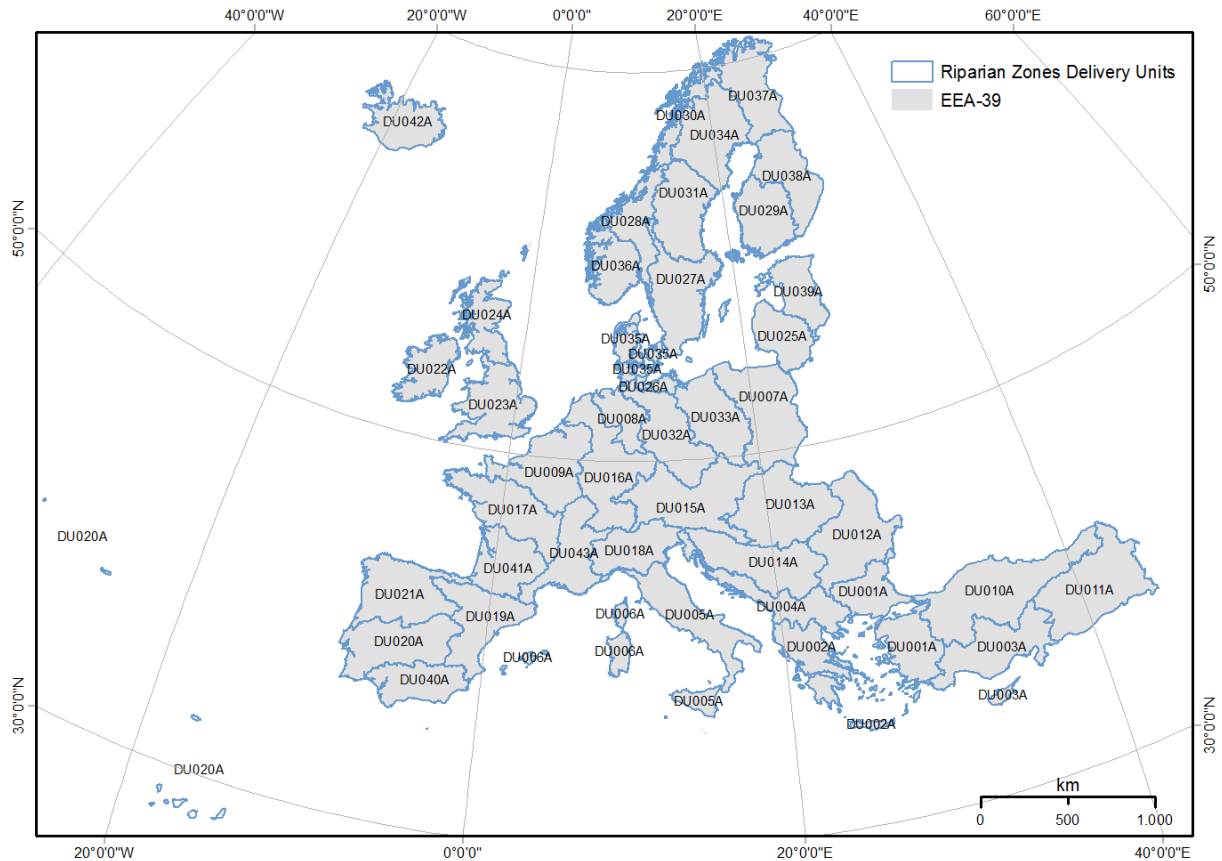 40°0'0"W 20°0'0"W 0°0'0" 20°0'0"E 40°0'0"E 60°0'0"E
Riparian Zones Delivery Units
EEA-39
DU037A
DU030A
DU042A
DU034A
DU038A
DU031A
DU029A
50°0'0"N
DU028A
50°0'0"N
DU036A
DU027A
DU039A
DU024A
DU025A
DU035A
DU035A
DU022A
DU035A
DU026A
DU007A
DU023A
DU008A
DU033A
DU032A
DU009A
DU016A
DU013A
DU017A
DU015A
DU020A
DU012A
DU043A
DU018A
DU041A
DU014A
DU021A
DU001A
DU010A
DU011A
DU004A
DU019A
DU006A
DU005A
DU020A
DU006A
DU002A
DU001A
DU003A
DU006A
DU040A
DU003A
DU005A
30°0'0"N
DU002A
30°0'0"N
DU020A
km
0 500 1.000
20°0'0"W 0°0'0" 20°0'0"E 40°0'0"E